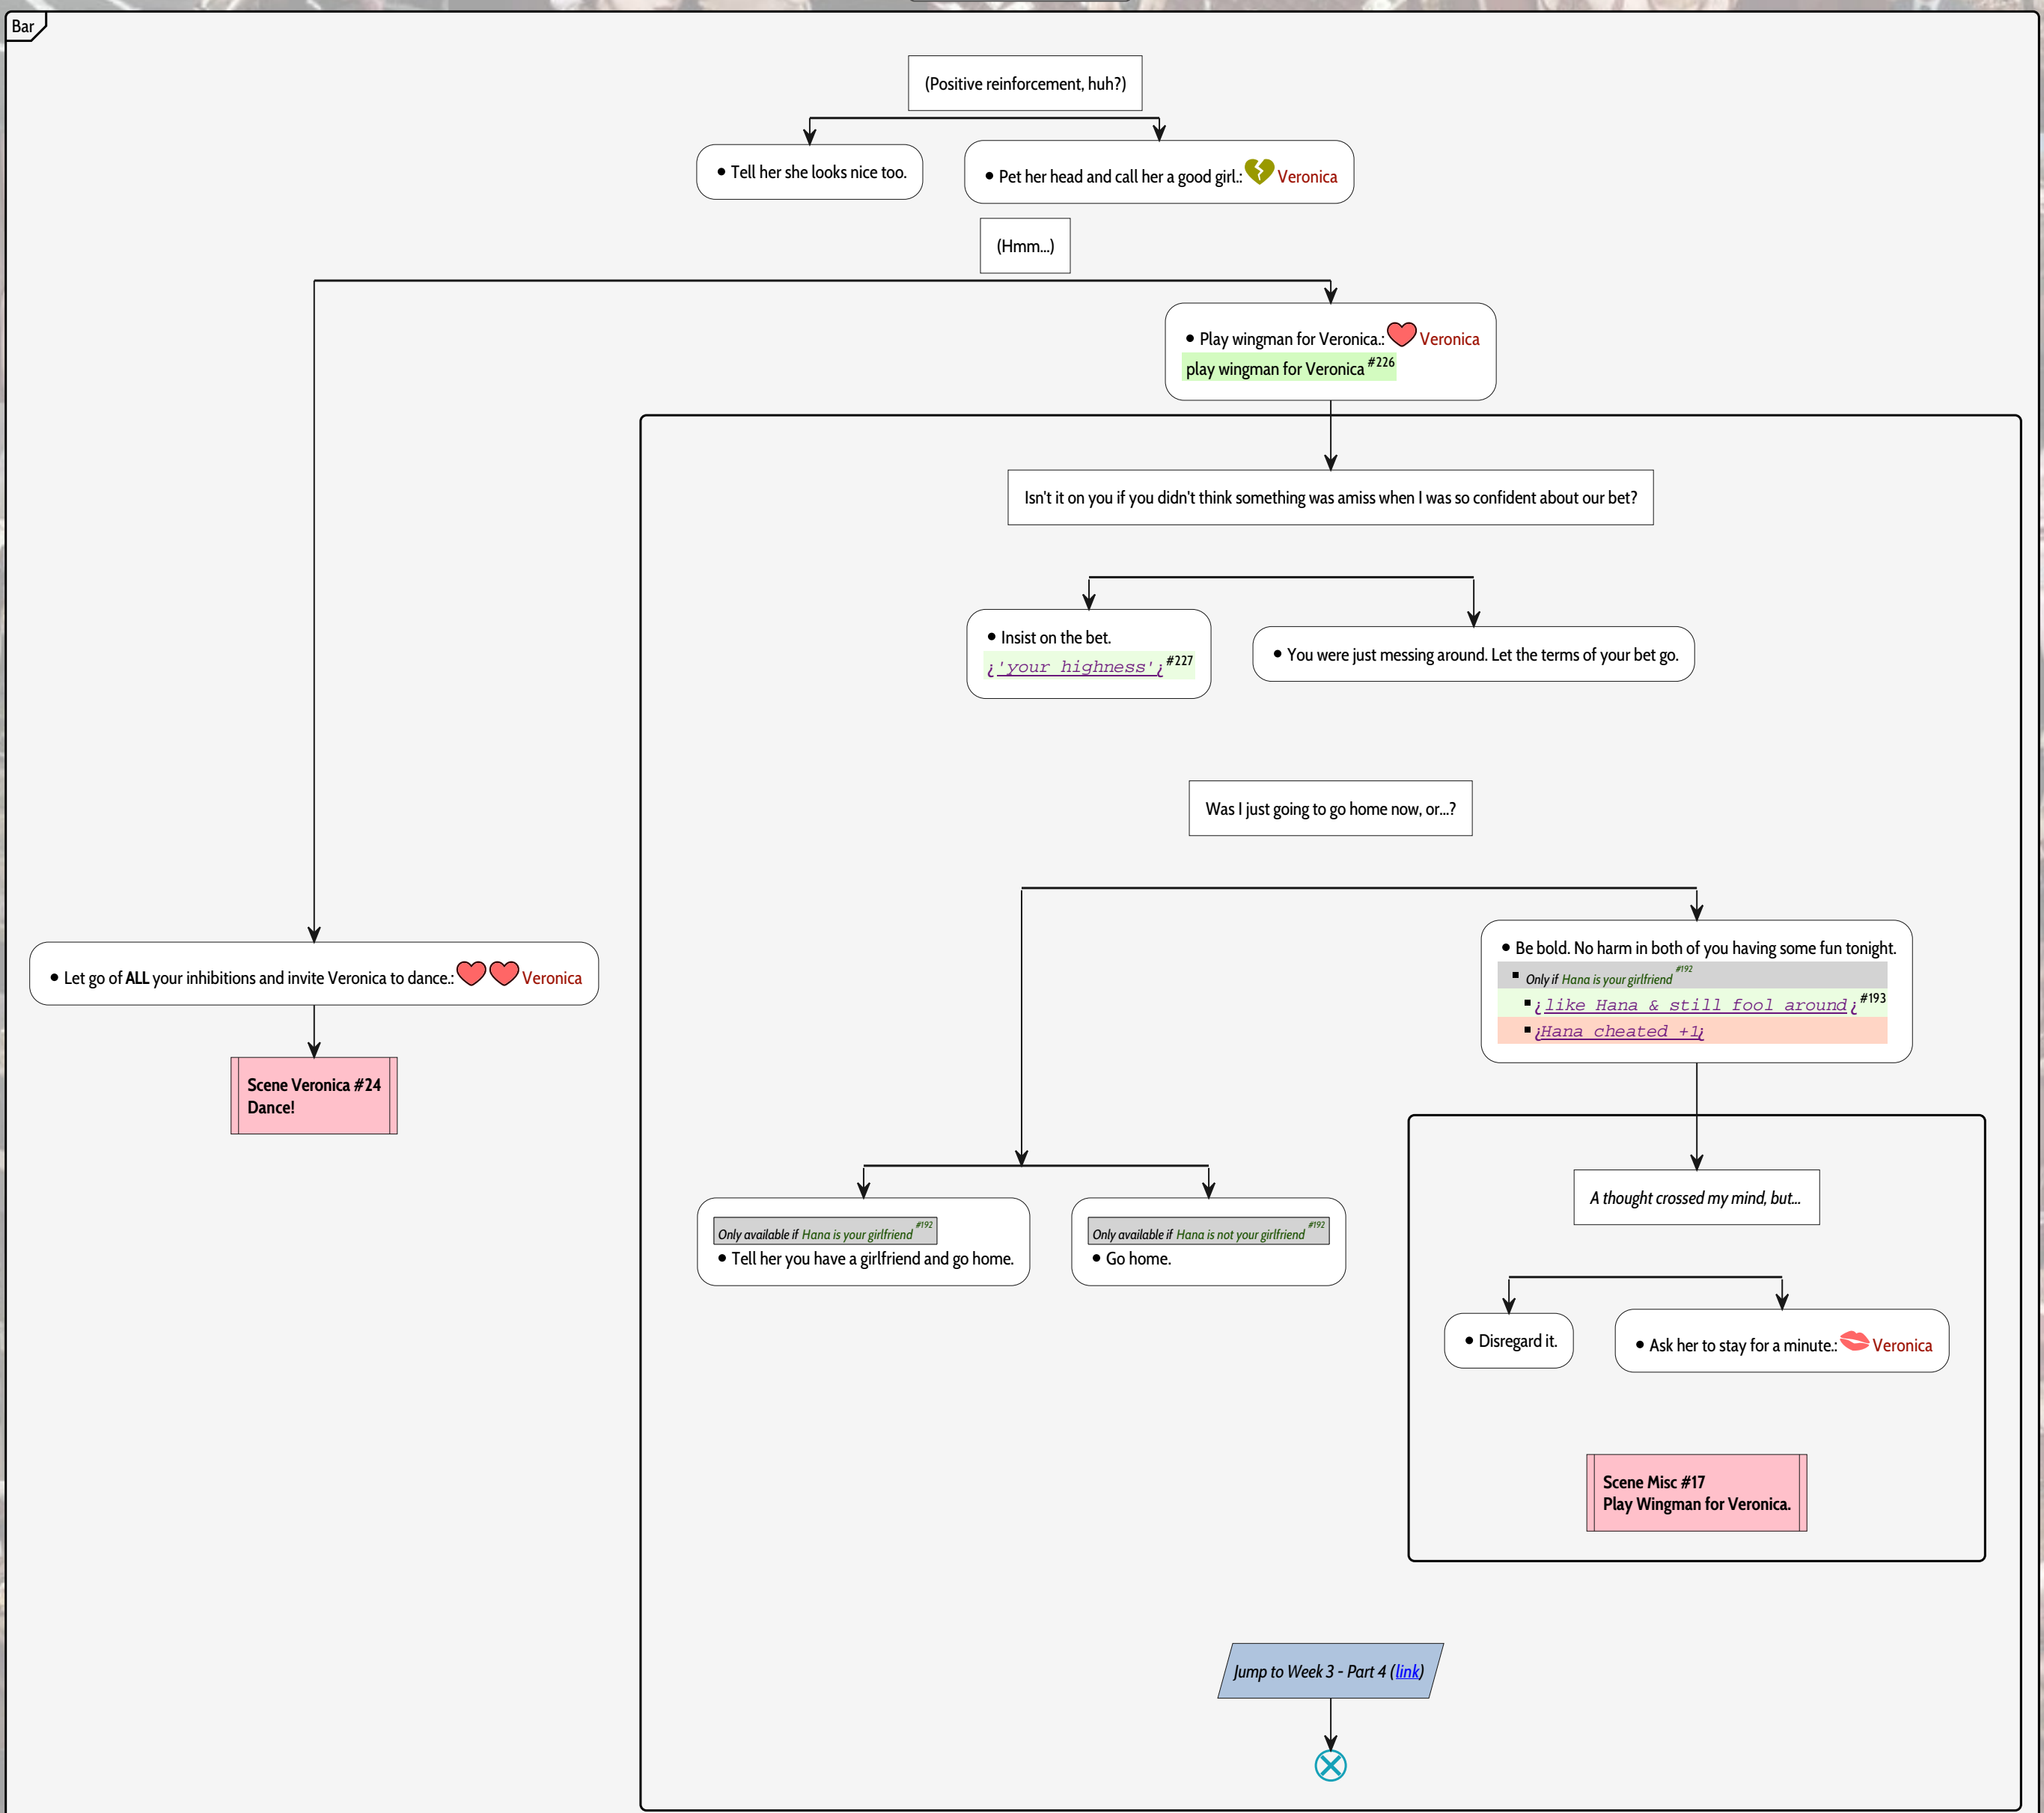 Bar
(Positive reinforcement, huh?)
• Tell her she looks nice too.
• Pet her head and call her a good girl.: Veronica
(Hmm...)
• Play wingman for Veronica.: Veronica
play wingman for Veronica #226
Isn't it on you if you didn't think something was amiss when I was so confident about our bet?
• Insist on the bet.
¿'your highness'¿ #227
• You were just messing around. Let the terms of your bet go.
Was I just going to go home now, or...?
• Let go of ALL your inhibitions and invite Veronica to dance.: Veronica
Scene Veronica #24
Dance!
• Be bold. No harm in both of you having some fun tonight.
▪ Only if Hana is your girlfriend #192
▪ ¿like Hana & still fool around¿ #193
▪ ¿Hana cheated +1¿
Only available if Hana is your girlfriend #192
• Tell her you have a girlfriend and go home.
Only available if Hana is not your girlfriend #192
• Go home.
A thought crossed my mind, but...
• Disregard it.
• Ask her to stay for a minute.: Veronica
Scene Misc #17
Play Wingman for Veronica.
Jump to Week 3 - Part 4 (link)